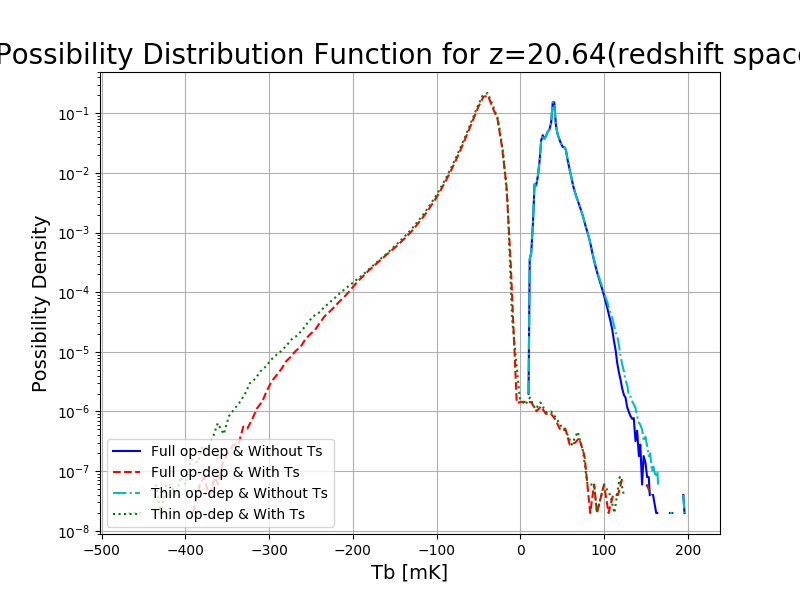 Possibility Distribution Function for z=20.64(redshift space
Possibility Density
10⁻¹
10⁻²
10⁻³
10⁻⁴
10⁻⁵
10⁻⁶
10⁻⁷
10⁻⁸
Full op-dep & Without Ts
Full op-dep & With Ts
Thin op-dep & Without Ts
Thin op-dep & With Ts
−500 −400 −300 −200 −100 0 100 200
Tb [mK]